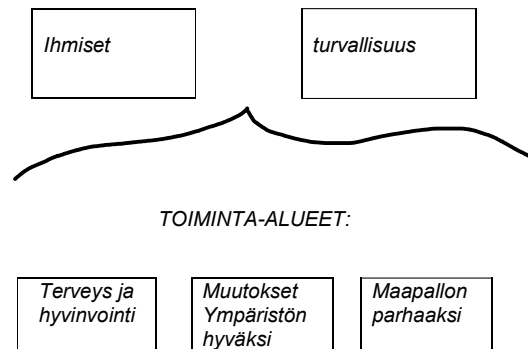 Ihmiset
turvallisuus
TOIMINTA-ALUEET:
Terveys ja
hyvinvointi
Muutokset
Ympäristön
hyväksi
Maapallon
parhaaksi